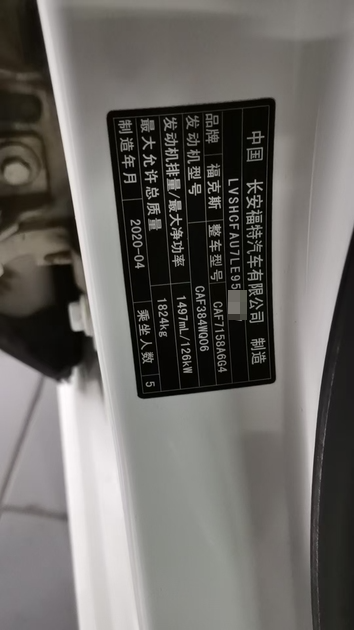 中国 长安福特汽车有限公司 制造
LVSHCFAU7LE95
品牌 福克斯 整车型号 CAF7158A6G4
发动机型号 CAF384WQ06
发动机排量/最大净功率 1497mL/126kW
最大允许总质量 1824kg
制造年月 2020-04 乘坐人数 5